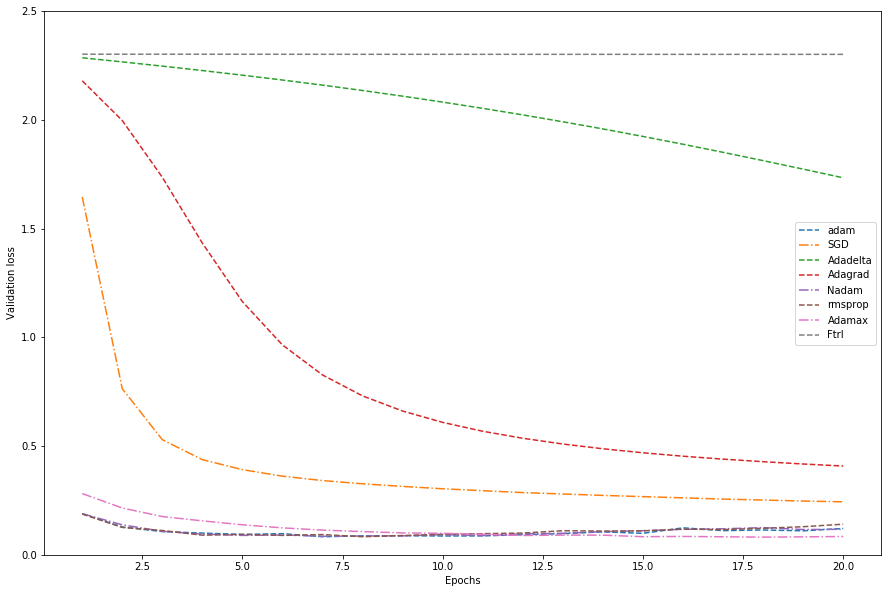 2.5
2.0
1.5
1.0
0.5
0.0
Validation loss
adam
SGD
Adadelta
Adagrad
Nadam
rmsprop
Adamax
Ftrl
2.5 5.0 7.5 10.0 12.5 15.0 17.5 20.0
Epochs